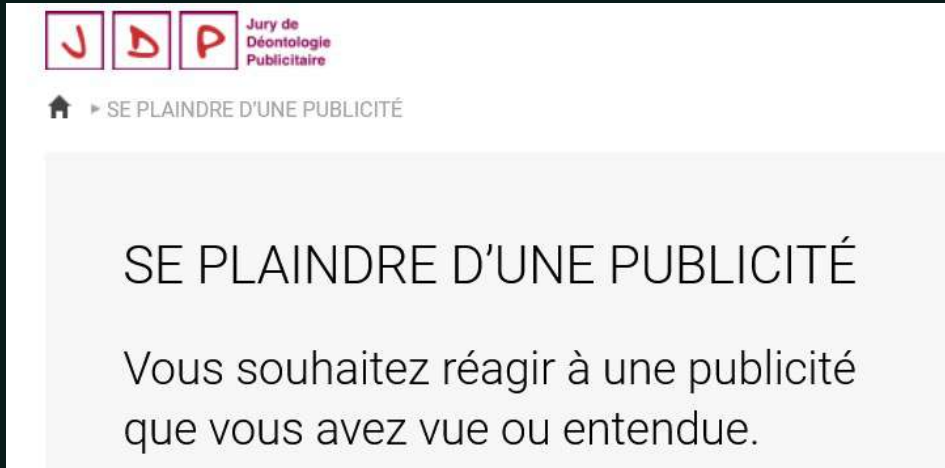 JDP
Jury de
Déontologie
Publicitaire
SE PLAINDRE D'UNE PUBLICITÉ
SE PLAINDRE D'UNE PUBLICITÉ
Vous souhaitez réagir à une publicité
que vous avez vue ou entendue.